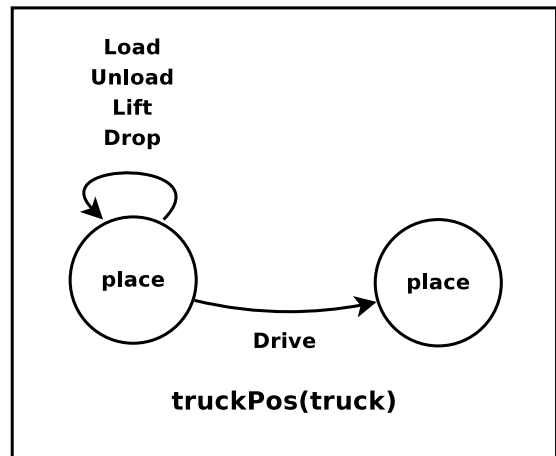 Load
Unload
Lift
Drop
place
place
Drive
truckPos(truck)